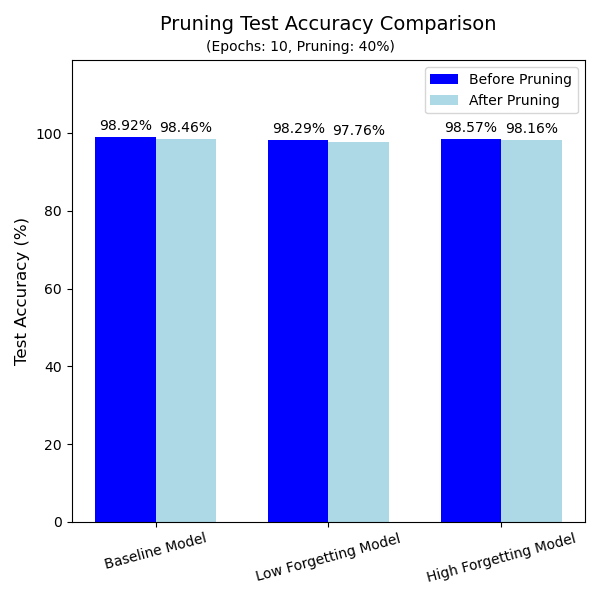 Pruning Test Accuracy Comparison
(Epochs: 10, Pruning: 40%)
Before Pruning
After Pruning
98.92% 98.46% 98.29% 97.76% 98.57% 98.16%
Test Accuracy (%)
100
80
60
40
20
0
Baseline Model
Low Forgetting Model
High Forgetting Model